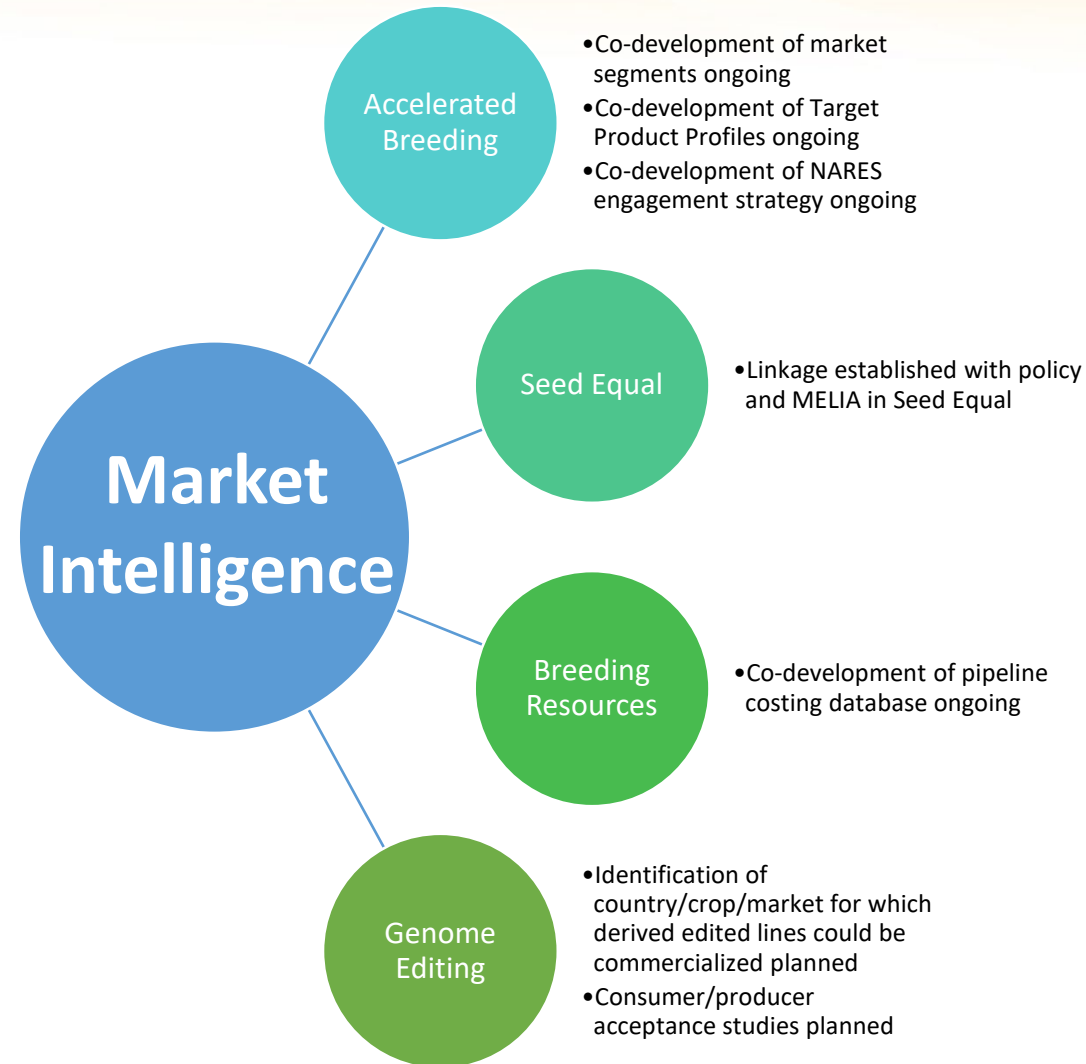 Accelerated
Breeding
•Co-development of market
segments ongoing
•Co-development of Target
Product Profiles ongoing
•Co-development of NARES
engagement strategy ongoing
Seed Equal
•Linkage established with policy
and MELIA in Seed Equal
Market
Intelligence
Breeding
Resources
•Co-development of pipeline
costing database ongoing
Genome
Editing
•Identification of
country/crop/market for which
derived edited lines could be
commercialized planned
•Consumer/producer
acceptance studies planned